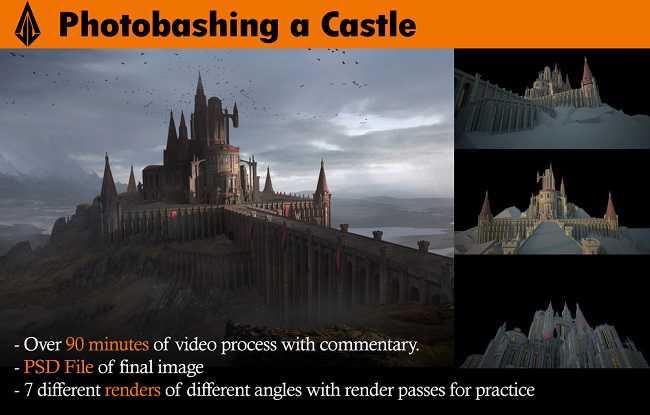 Photobashing a Castle
- Over 90 minutes of video process with commentary.
- PSD File of final image
- 7 different renders of different angles with render passes for practice